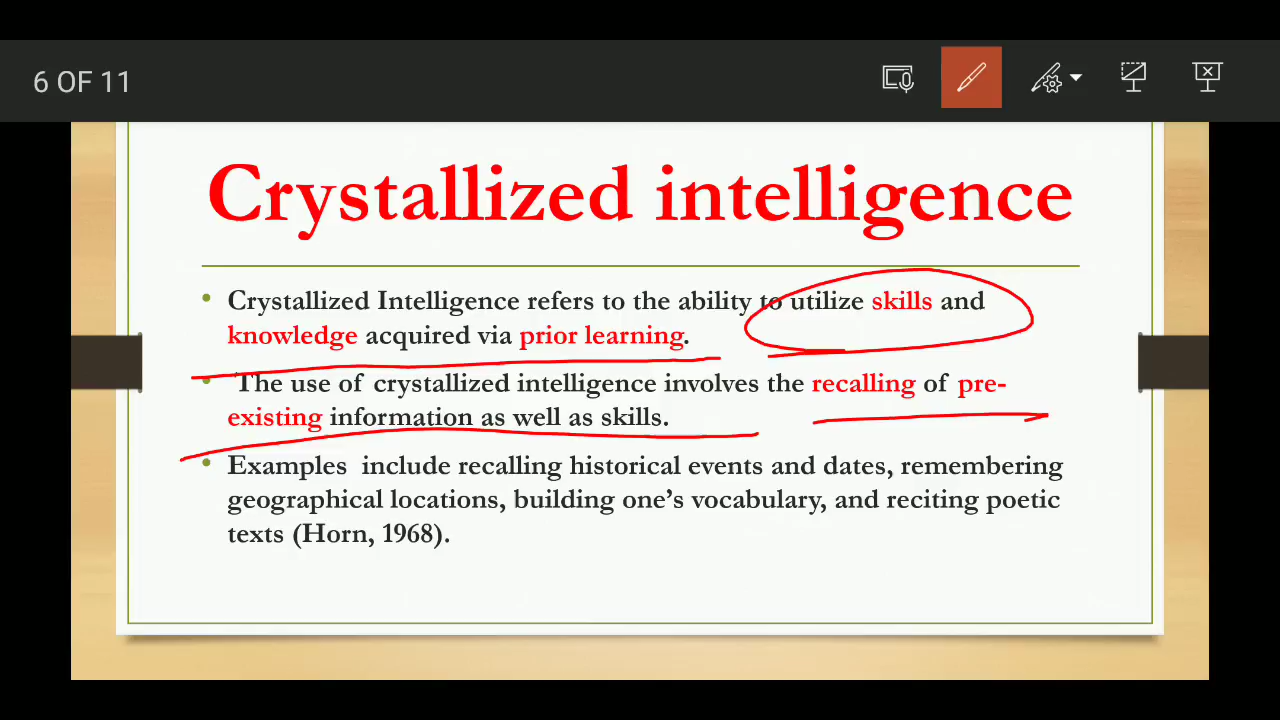 6 OF 11
Crystallized intelligence
• Crystallized Intelligence refers to the ability to utilize skills and
knowledge acquired via prior learning.
• The use of crystallized intelligence involves the recalling of pre-
existing information as well as skills.
• Examples include recalling historical events and dates, remembering
geographical locations, building one’s vocabulary, and reciting poetic
texts (Horn, 1968).